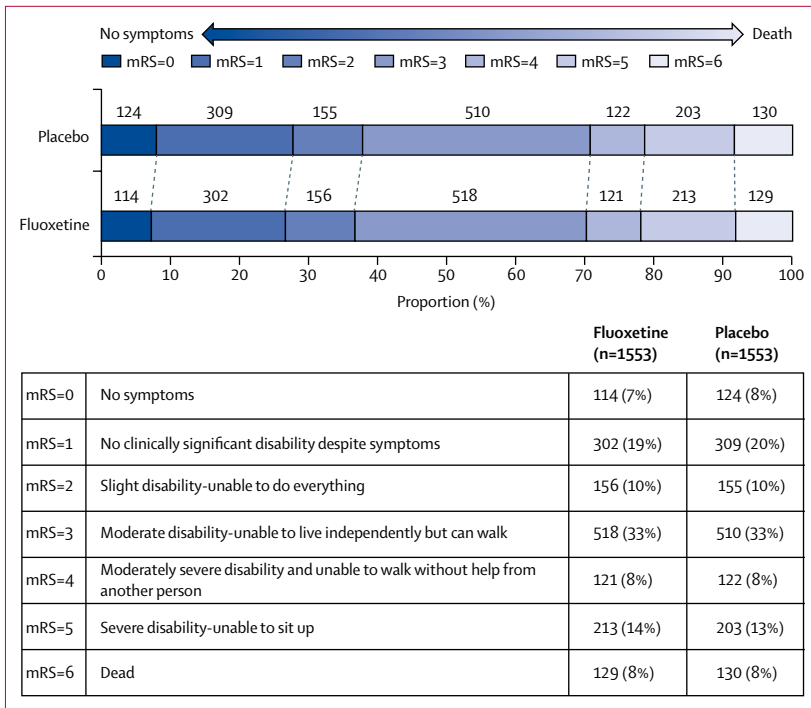 No symptoms Death
mRS=0 mRS=1 mRS=2 mRS=3 mRS=4 mRS=5 mRS=6
124 309 155 510 122 203 130
Placebo
114 302 156 518 121 213 129
Fluoxetine
0 10 20 30 40 50 60 70 80 90 100
Proportion (%)
Fluoxetine (n=1553) Placebo (n=1553)
mRS=0 No symptoms 114 (7%) 124 (8%)
mRS=1 No clinically significant disability despite symptoms 302 (19%) 309 (20%)
mRS=2 Slight disability-unable to do everything 156 (10%) 155 (10%)
mRS=3 Moderate disability-unable to live independently but can walk 518 (33%) 510 (33%)
mRS=4 Moderately severe disability and unable to walk without help from another person 121 (8%) 122 (8%)
mRS=5 Severe disability-unable to sit up 213 (14%) 203 (13%)
mRS=6 Dead 129 (8%) 130 (8%)